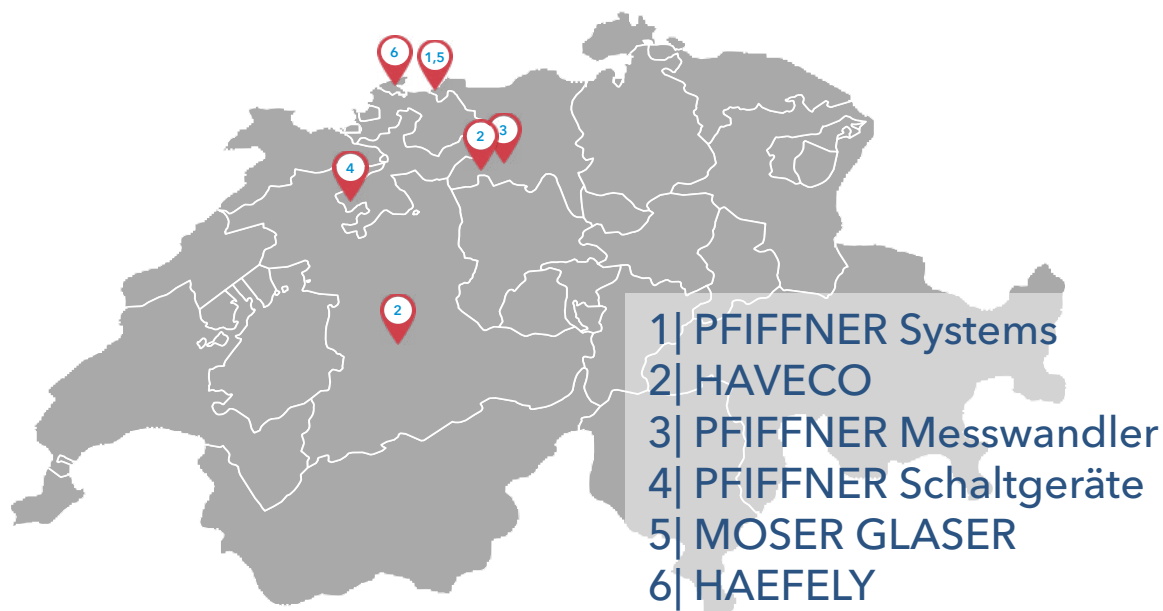 6
1,5
3
2
4
2
1| PFIFFNER Systems
2| HAVECO
3| PFIFFNER Messwandler
4| PFIFFNER Schaltgeräte
5| MOSER GLASER
6| HAEFELY